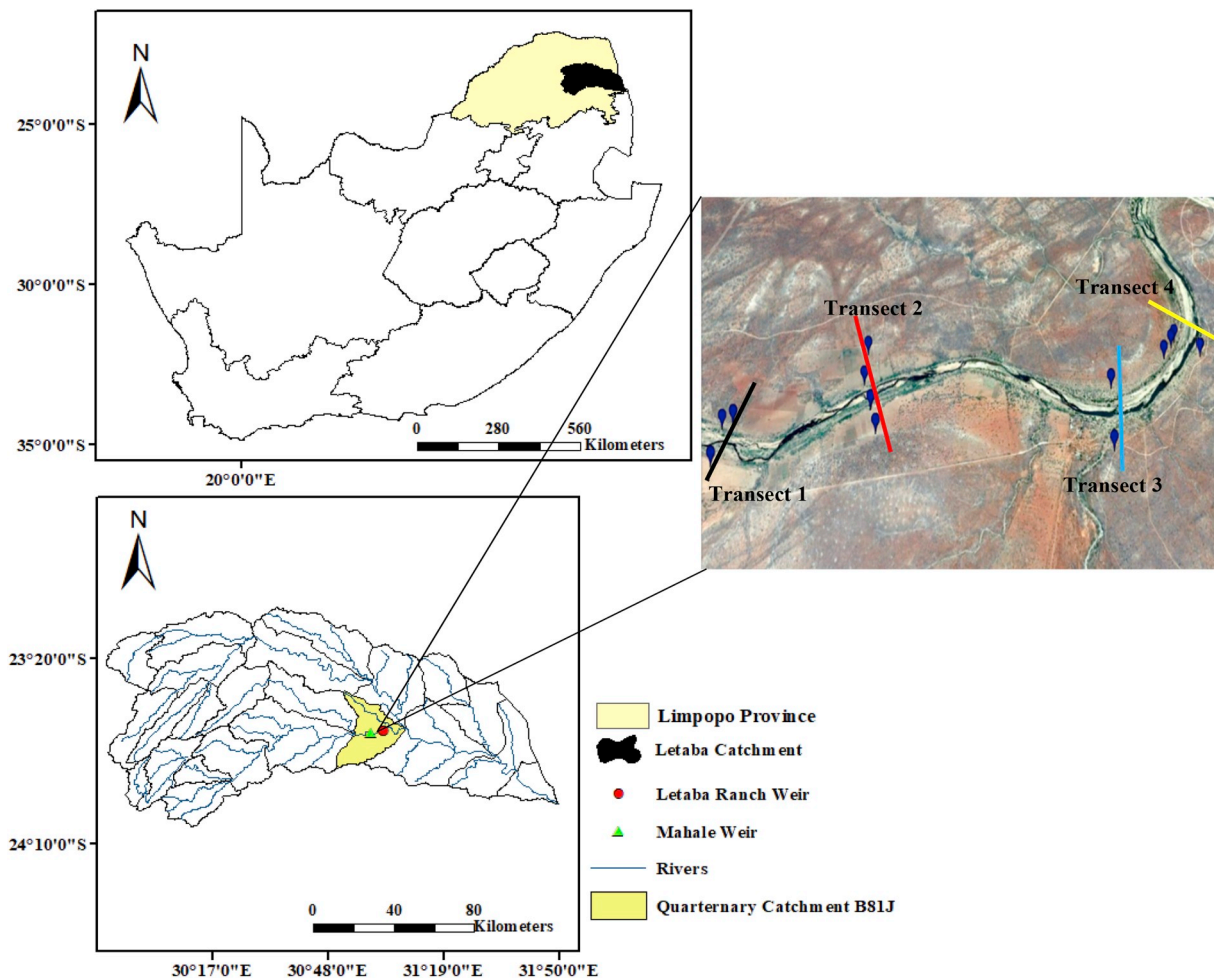 N
25°0'0"S
30°0'0"S
35°0'0"S
0 280 560
Kilometers
20°0'0"E
Transect 1
Transect 2
Transect 3
Transect 4
N
23°20'0"S
24°10'0"S
0 40 80
Kilometers
30°17'0"E 30°48'0"E 31°19'0"E 31°50'0"E
Limpopo Province
Letaba Catchment
Letaba Ranch Weir
Mahale Weir
Rivers
Quarternary Catchment B81J